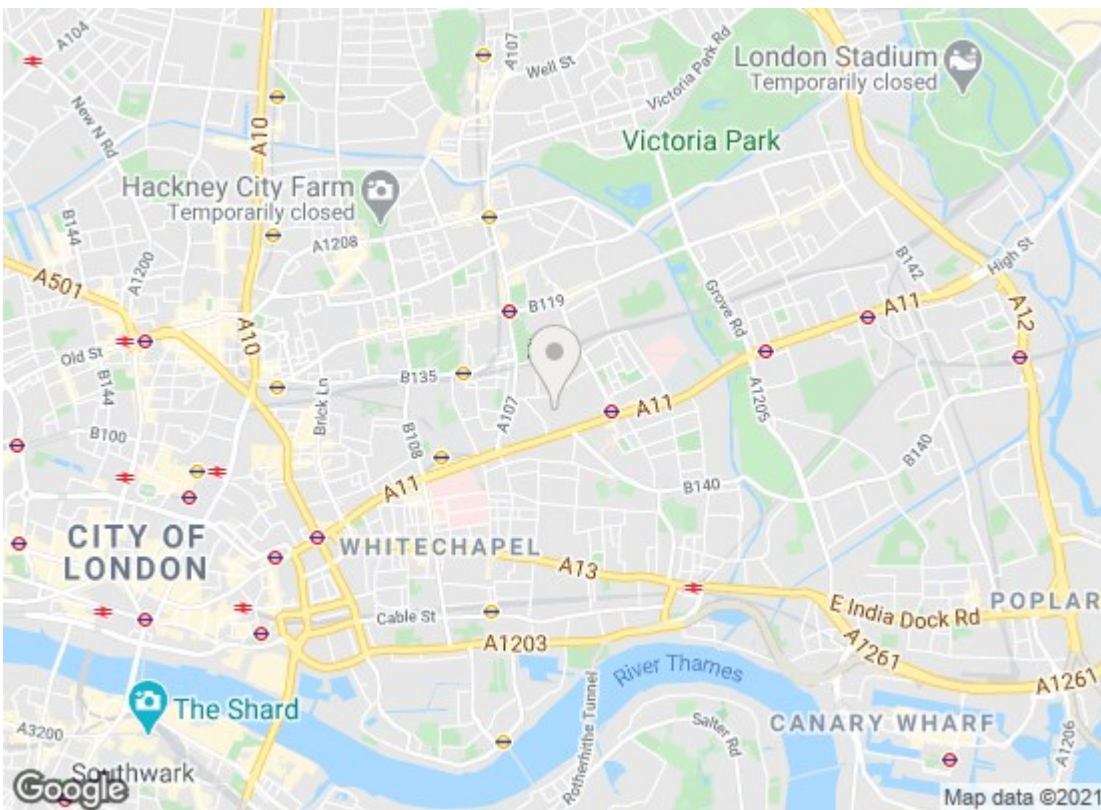 A104
A107
Well St
Victoria Park Rd
London Stadium
Temporarily closed
New N Rd
A10
Victoria Park
Hackney City Farm
Temporarily closed
B144
A1200
A1208
B142
High St
A501
A10
B119
Grove Rd
A11
A12
Old St
B144
B135
Brick Ln
A107
A11
A1205
B100
B108
A11
B140
B140
CITY OF
LONDON
WHITECHAPEL
A13
Cable St
A1203
E India Dock Rd
POPLAR
A1261
River Thames
A1261
The Shard
Rotherhithe Tunnel
Salter Rd
CANARY WHARF
A1206
A3200
Southwark
Google
Map data ©2021